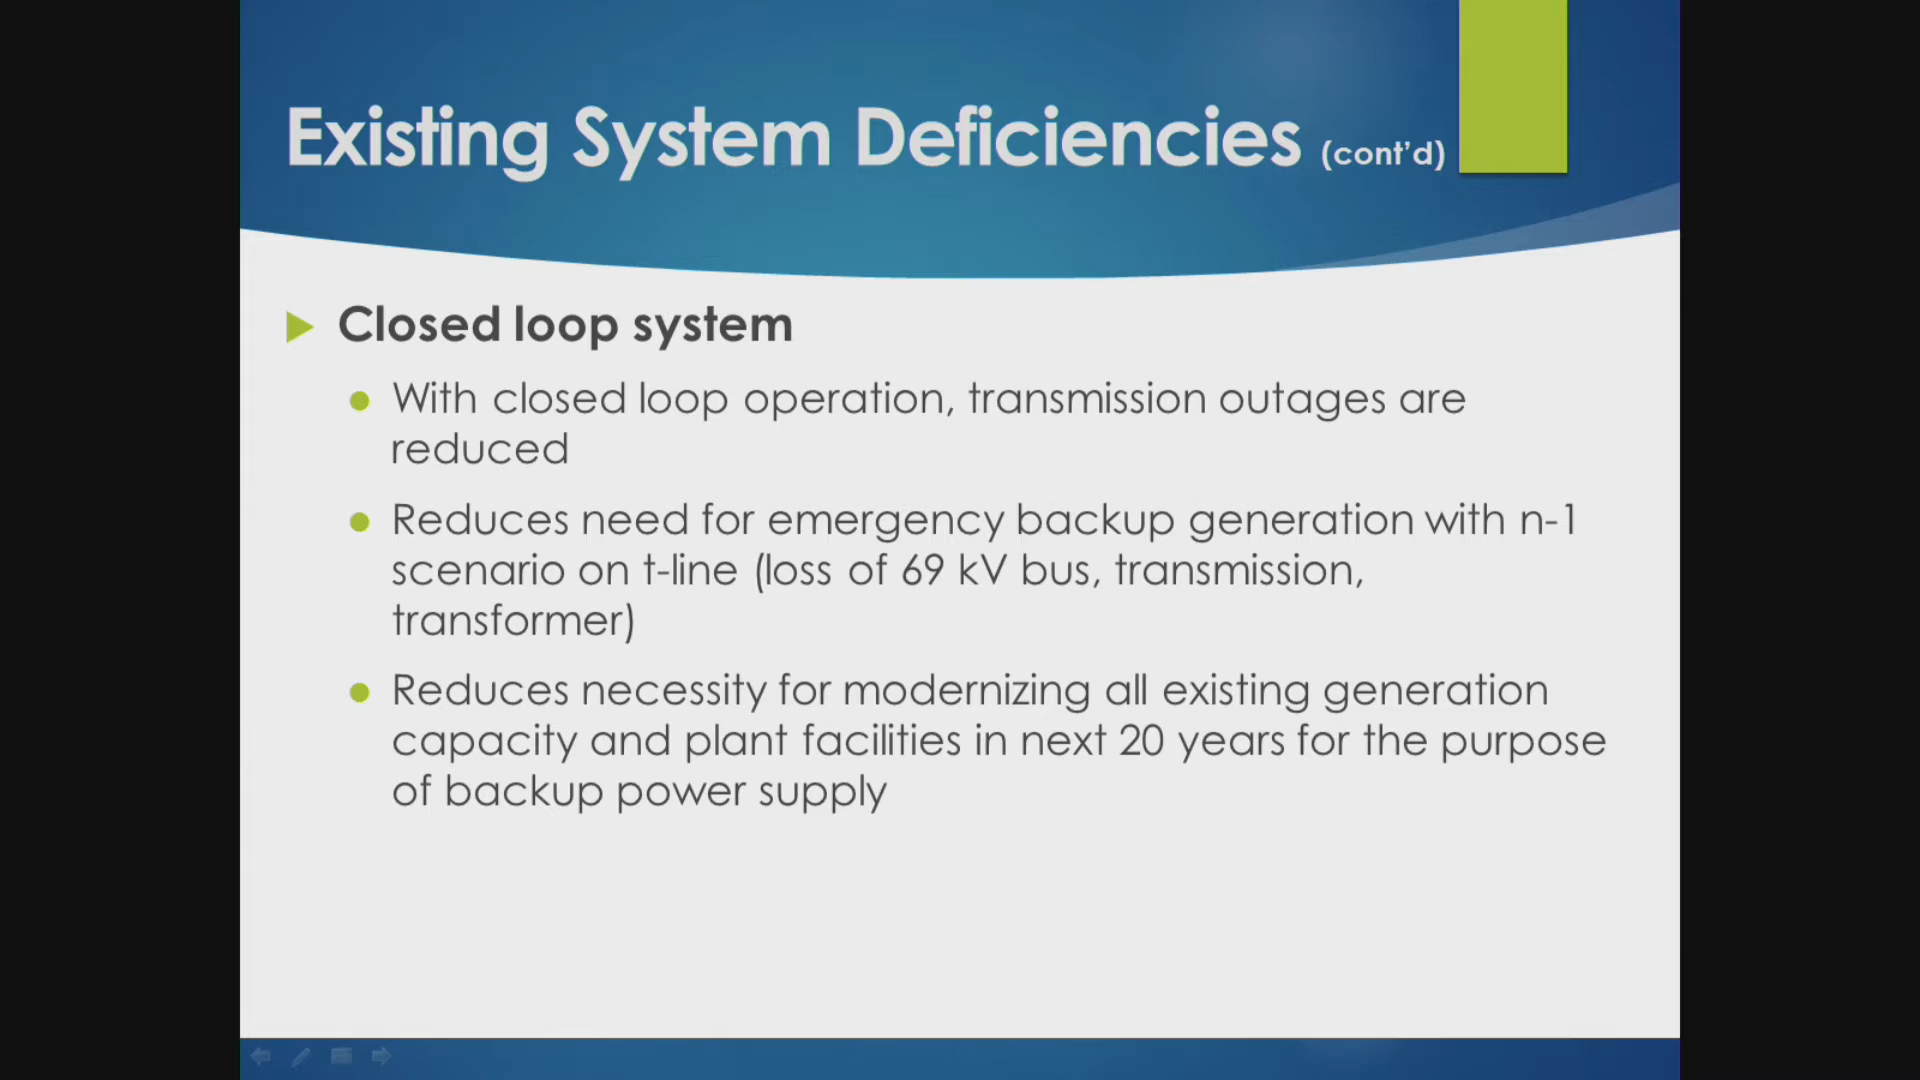 Existing System Deficiencies (cont'd)
Closed loop system
With closed loop operation, transmission outages are
reduced
Reduces need for emergency backup generation with n-1
scenario on t-line (loss of 69 kV bus, transmission,
transformer)
Reduces necessity for modernizing all existing generation
capacity and plant facilities in next 20 years for the purpose
of backup power supply